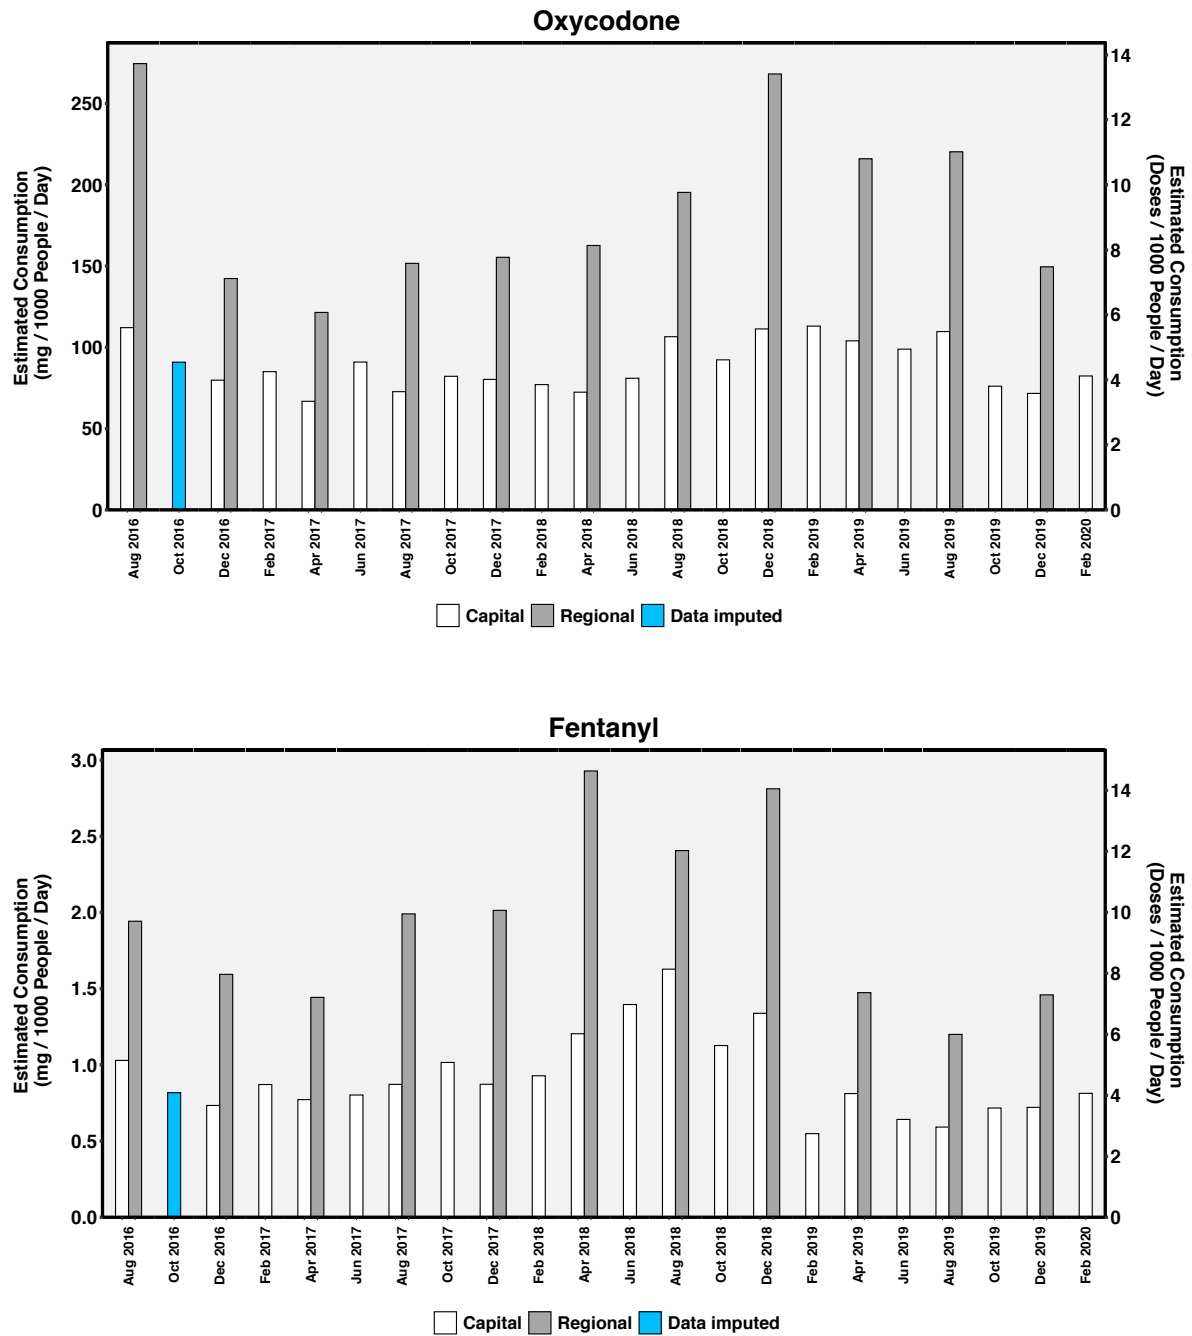 Oxycodone
Estimated Consumption
(mg / 1000 People / Day)
250
200
150
100
50
0
14
12
10
8
6
4
2
0
Estimated Consumption
(Doses / 1000 People / Day)
Aug 2016
Oct 2016
Dec 2016
Feb 2017
Apr 2017
Jun 2017
Aug 2017
Oct 2017
Dec 2017
Feb 2018
Apr 2018
Jun 2018
Aug 2018
Oct 2018
Dec 2018
Feb 2019
Apr 2019
Jun 2019
Aug 2019
Oct 2019
Dec 2019
Feb 2020
Capital Regional Data imputed
Fentanyl
Estimated Consumption
(mg / 1000 People / Day)
3.0
2.5
2.0
1.5
1.0
0.5
0.0
14
12
10
8
6
4
2
0
Estimated Consumption
(Doses / 1000 People / Day)
Aug 2016
Oct 2016
Dec 2016
Feb 2017
Apr 2017
Jun 2017
Aug 2017
Oct 2017
Dec 2017
Feb 2018
Apr 2018
Jun 2018
Aug 2018
Oct 2018
Dec 2018
Feb 2019
Apr 2019
Jun 2019
Aug 2019
Oct 2019
Dec 2019
Feb 2020
Capital Regional Data imputed